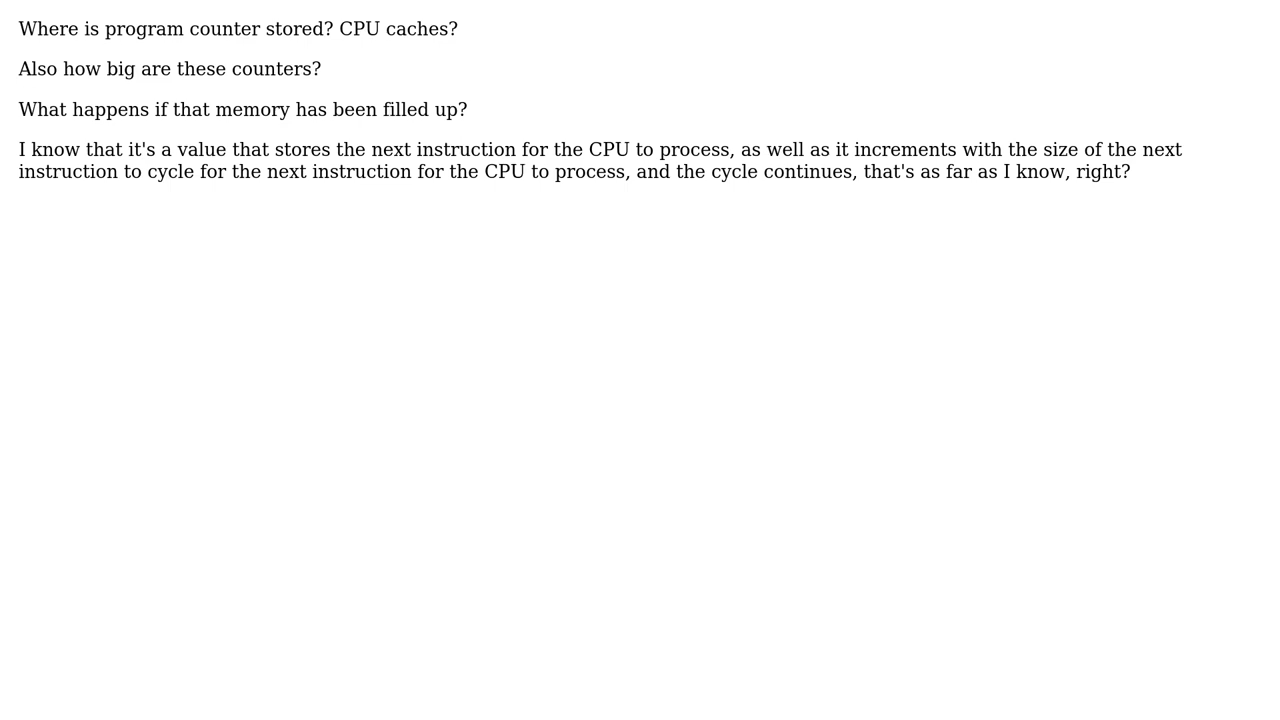 Where is program counter stored? CPU caches?
Also how big are these counters?
What happens if that memory has been filled up?
I know that it's a value that stores the next instruction for the CPU to process, as well as it increments with the size of the next
instruction to cycle for the next instruction for the CPU to process, and the cycle continues, that's as far as I know, right?